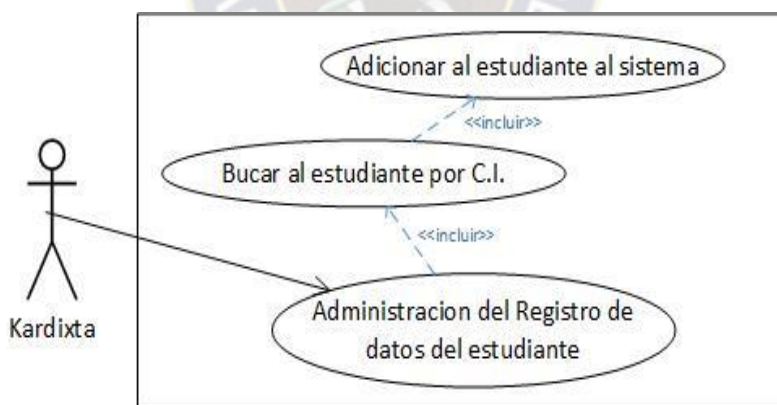 Adicionar al estudiante al sistema
<<incluir>>
Bucar al estudiante por C.I.
<<incluir>>
Administracion del Registro de
datos del estudiante
Kardixta